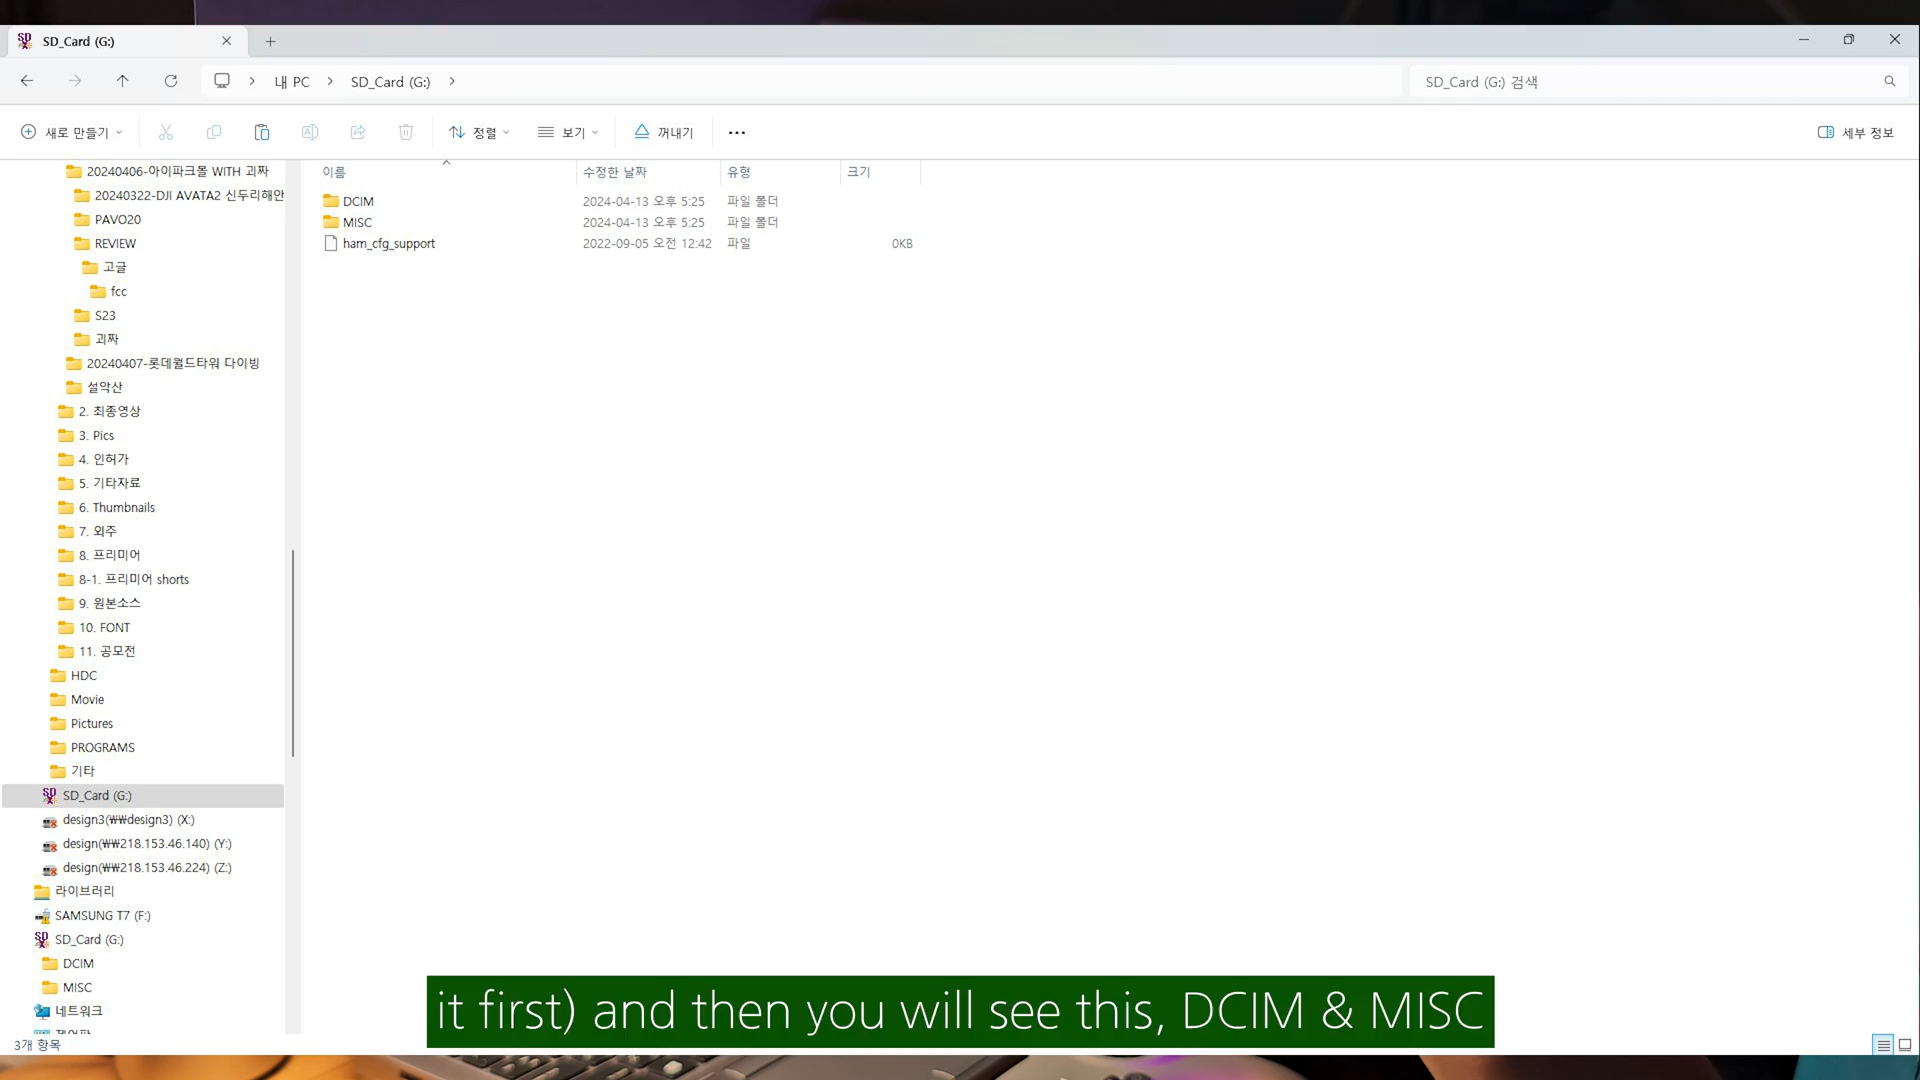 SD_Card (G:)
내 PC
SD_Card (G:)
SD_Card (G:) 검색
새로 만들기
정렬
보기
꺼내기
세부 정보
이름
수정한 날짜
유형
크기
DCIM
2024-04-13 오후 5:25
파일 폴더
MISC
2024-04-13 오후 5:25
파일 폴더
ham_cfg_support
2022-09-05 오전 12:42
파일
0KB
20240406-아이파크몰 WITH 괴짜
20240322-DJI AVATA2 신두리해안
PAVO20
REVIEW
고글
fcc
S23
괴짜
20240407-롯데월드타워 다이빙
설악산
2. 최종영상
3. Pics
4. 인허가
5. 기타자료
6. Thumbnails
7. 외주
8. 프리미어
8-1. 프리미어 shorts
9. 원본소스
10. FONT
11. 공모전
HDC
Movie
Pictures
PROGRAMS
기타
SD_Card (G:)
design3(₩₩design3) (X:)
design(₩₩218.153.46.140) (Y:)
design(₩₩218.153.46.224) (Z:)
라이브러리
SAMSUNG T7 (F:)
SD_Card (G:)
DCIM
MISC
네트워크
3개 항목
it first) and then you will see this, DCIM & MISC